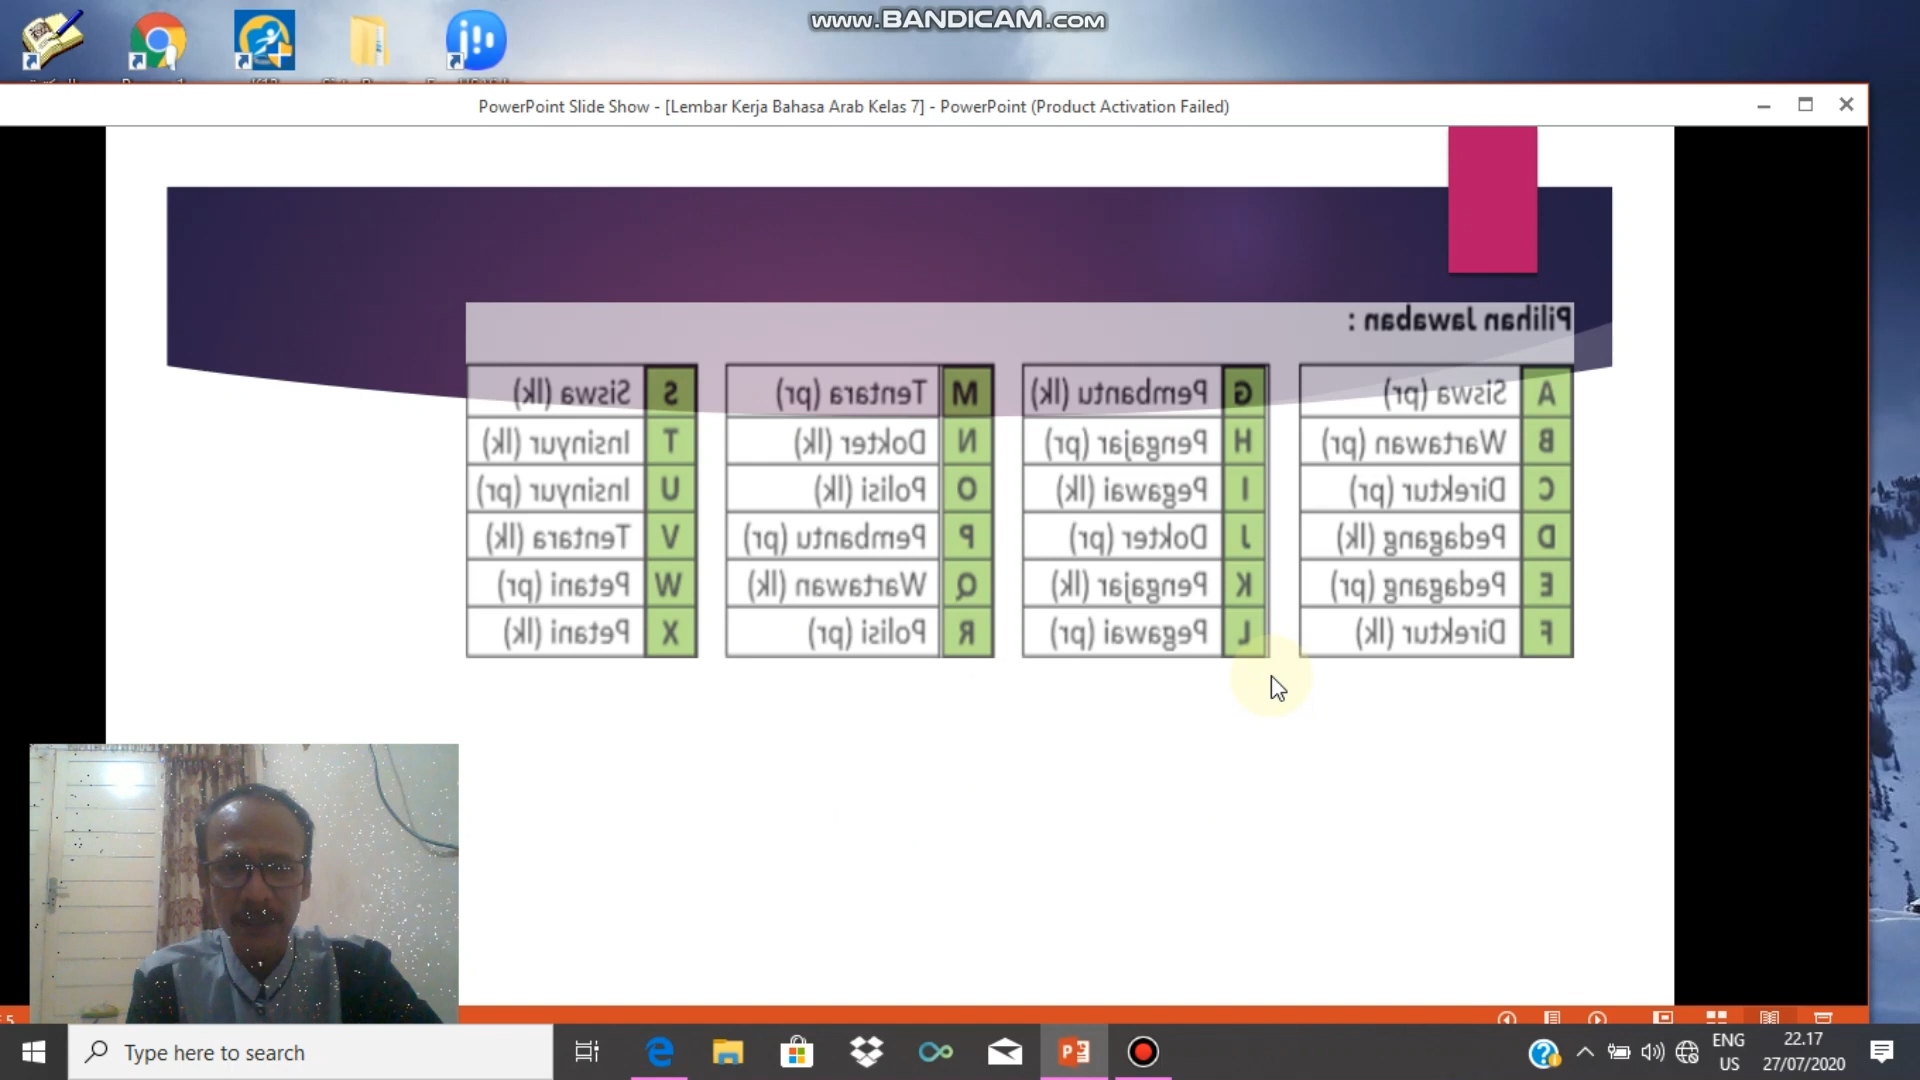 www.BANDICAM.com
PowerPoint Slide Show - [Lembar Kerja Bahasa Arab Kelas 7] - PowerPoint (Product Activation Failed)
Pilihan Jawaban :
A Siswa (pr)
B Wartawan (pr)
C Direktur (pr)
D Pedagang (lk)
E Pedagang (pr)
F Direktur (lk)
G Pembantu (lk)
H Pengajar (pr)
I Pegawai (lk)
J Dokter (pr)
K Pengajar (lk)
L Pegawai (pr)
M Tentara (pr)
N Dokter (lk)
O Polisi (lk)
P Pembantu (pr)
Q Wartawan (lk)
R Polisi (pr)
S Siswa (lk)
T Insinyur (lk)
U Insinyur (pr)
V Tentara (lk)
W Petani (pr)
X Petani (lk)
Type here to search
ENG
US
22.17
27/07/2020